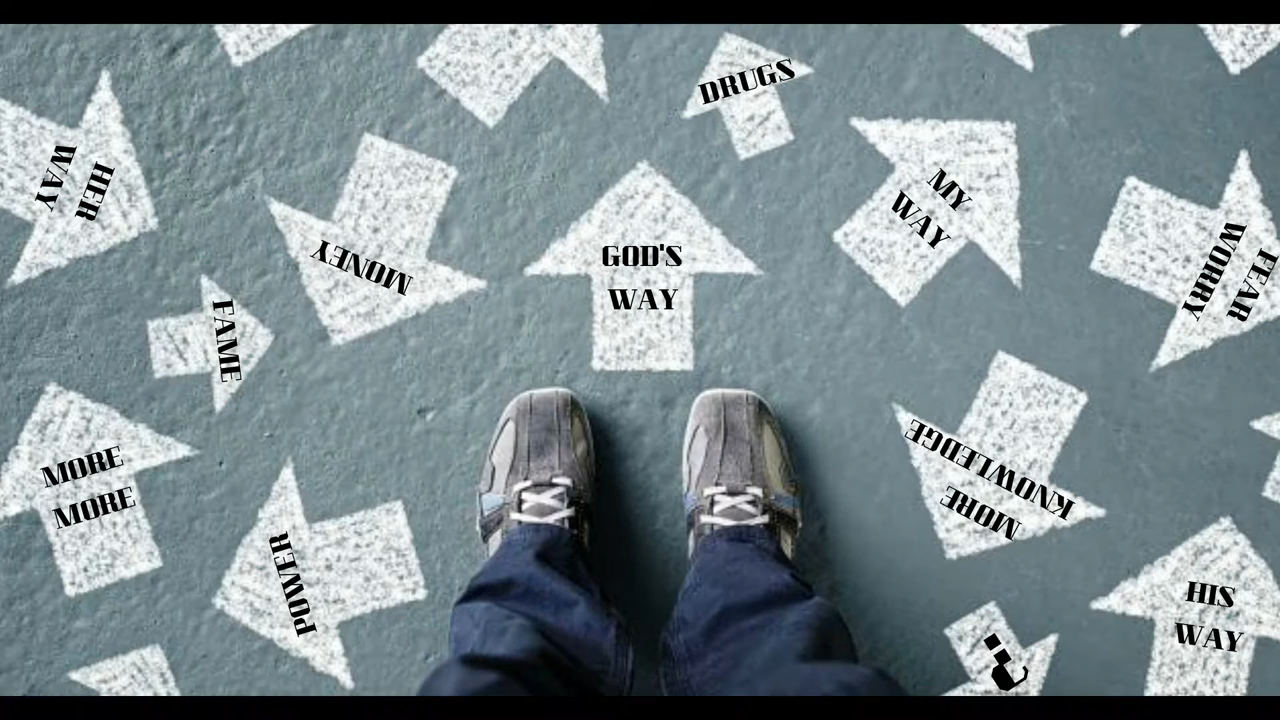 DRUGS
HER
WAY
MY
WAY
MONEY
GOD'S
WAY
FEAR
WORRY
FAME
MORE
MORE
MORE
KNOWLEDGE
POWER
HIS
WAY
?